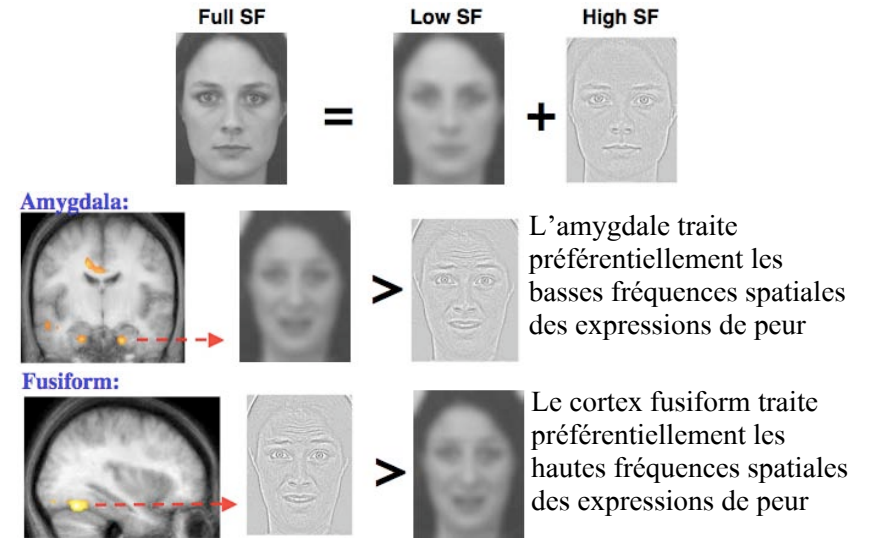 Full SF
Low SF
High SF
=
+
Amygdala:
>
L’amygdale traite
préférentiellement les
basses fréquences spatiales
des expressions de peur
Fusiform:
>
Le cortex fusiform traite
préférentiellement les
hautes fréquences spatiales
des expressions de peur